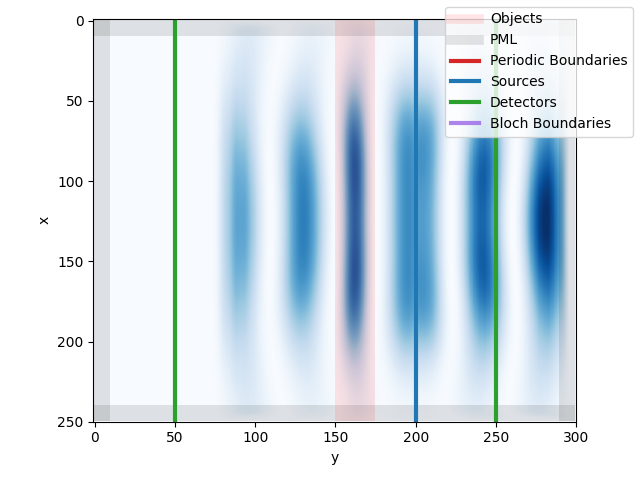 Objects
PML
Periodic Boundaries
Sources
Detectors
Bloch Boundaries
0
50
100
150
200
250
x
0
50
100
150
200
250
300
y